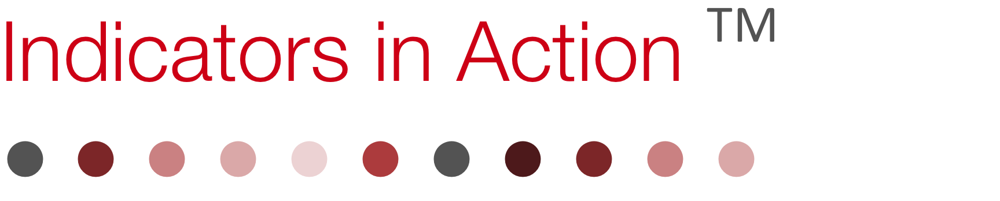 Indicators in Action ™